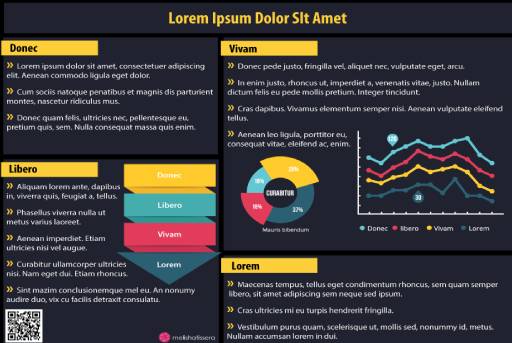 Lorem Ipsum Dolor SIt Amet
Donec
» Lorem ipsum dolor sit amet, consectetuer adipiscing
elit. Aenean commodo ligula eget dolor.
» Cum sociis natoque penatibus et magnis dis parturient
montes, nascetur ridiculus mus.
» Donec quam felis, ultricies nec, pellentesque eu,
pretium quis, sem. Nulla consequat massa quis enim.
Libero
» Aliquam lorem ante, dapibus
in, viverra quis, feugiat a, tellus.
» Phasellus viverra nulla ut
metus varius laoreet.
» Aenean imperdiet. Etiam
ultricies nisi vel augue.
» Curabitur ullamcorper ultricies
nisi. Nam eget dui. Etiam rhoncus.
» Sint mazim conclusionemque mel eu. An nonumy
audire duo, vix cu facilis detraxit consulatu.
Donec
Libero
Vivam
Lorem
melishatissera
Vivam
» Donec pede justo, fringilla vel, aliquet nec, vulputate eget, arcu.
» In enim justo, rhoncus ut, imperdiet a, venenatis vitae, justo. Nullam
dictum felis eu pede mollis pretium. Integer tincidunt.
» Cras dapibus. Vivamus elementum semper nisi. Aenean vulputate eleifend
tellus.
» Aenean leo ligula, porttitor eu,
consequat vitae, eleifend ac, enim.
CURABITUR
18%
32%
Mauris bibendum
30
Donec
libero
Vivam
Lorem
Lorem
» Maecenas tempus, tellus eget condimentum rhoncus, sem quam semper
libero, sit amet adipiscing sem neque sed ipsum.
» Cras ultricies mi eu turpis hendrerit fringilla.
» Vestibulum purus quam, scelerisque ut, mollis sed, nonummy id, metus.
Nullam accumsan lorem in dui.